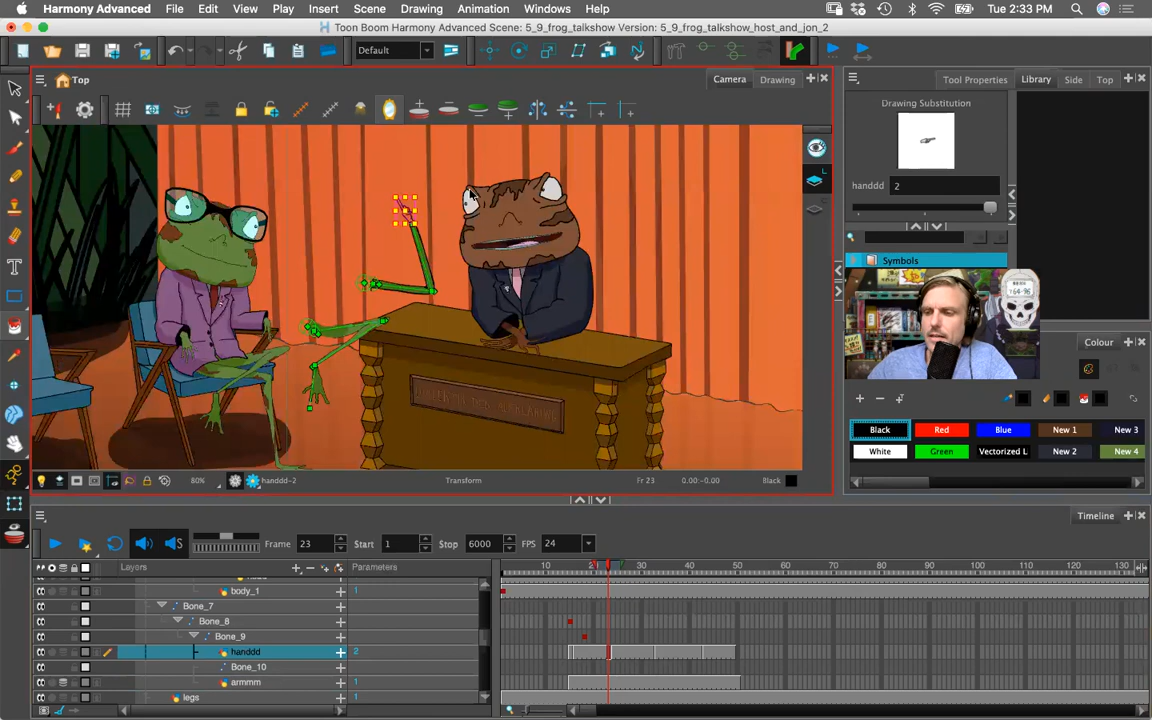 Harmony Advanced File Edit View Play Insert Scene Drawing Animation Windows Help Tue 2:33 PM
Toon Boom Harmony Advanced Scene: 5_9_frog_talkshow Version: 5_9_frog_talkshow_host_and_jon_2
Default
Top Camera Drawing
Tool Properties Library Side Top
Drawing Substitution
handdd 2
Symbols
Colour
Black Red Blue New 1 New 3
White Green Vectorized L New 2 New 4
80% handdd-2 Transform Fr 23 0.00:-0.00 Black
Timeline
Frame 23 Start 1 Stop 6000 FPS 24
Layers Parameters 10 20 30 40 50 60 70 80 90 100 110 120 130
body_1 1
Bone_7
Bone_8
Bone_9
handdd 2
Bone_10
armmm 1
legs 1